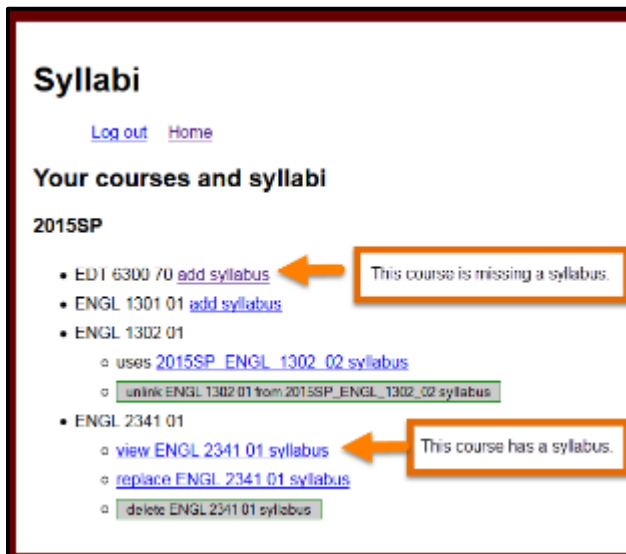 Syllabi
Log out Home
Your courses and syllabi
2015SP
• EDT 6300 70 add syllabus
This course is missing a syllabus.
• ENGL 1301 01 add syllabus
• ENGL 1302 01
uses 2015SP_ENGL_1302_02 syllabus
unlink ENGL 1302 01 from 2015SP_ENGL_1302_02 syllabus
• ENGL 2341 01
view ENGL 2341 01 syllabus
This course has a syllabus.
replace ENGL 2341 01 syllabus
delete ENGL 2341 01 syllabus